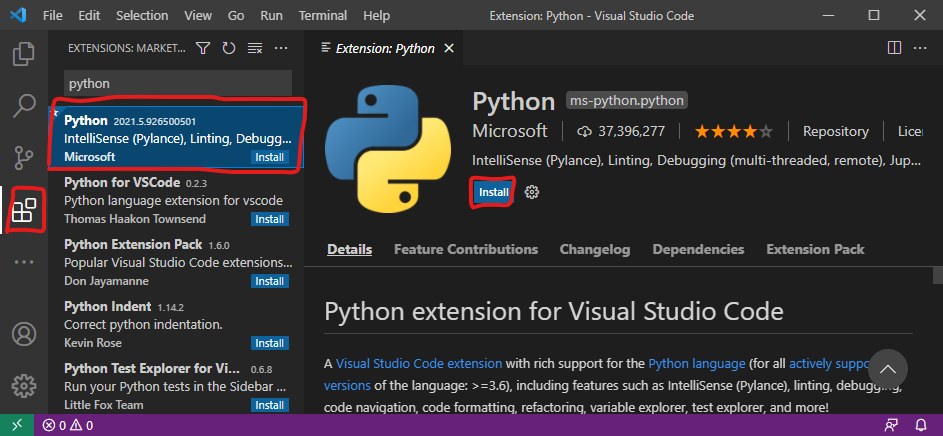 File Edit Selection View Go Run Terminal Help Extension: Python - Visual Studio Code
EXTENSIONS: MARKET...
python
Python 2021.5.926500501
IntelliSense (Pylance), Linting, Debugg...
Microsoft Install
Python for VSCode 0.2.3
Python language extension for vscode
Thomas Haakon Townsend Install
Python Extension Pack 1.6.0
Popular Visual Studio Code extensions...
Don Jayamanne Install
Python Indent 1.14.2
Correct python indentation.
Kevin Rose Install
Python Test Explorer for Vi... 0.6.8
Run your Python tests in the Sidebar ...
Little Fox Team Install
Extension: Python
Python ms-python.python
Microsoft 37,396,277 Repository Lice
IntelliSense (Pylance), Linting, Debugging (multi-threaded, remote), Jup...
Install
Details Feature Contributions Changelog Dependencies Extension Pack
Python extension for Visual Studio Code
A Visual Studio Code extension with rich support for the Python language (for all actively
versions of the language: >=3.6), including features such as IntelliSense (Pylance), linting, debugging,
code navigation, code formatting, refactoring, variable explorer, test explorer, and more!
0 0